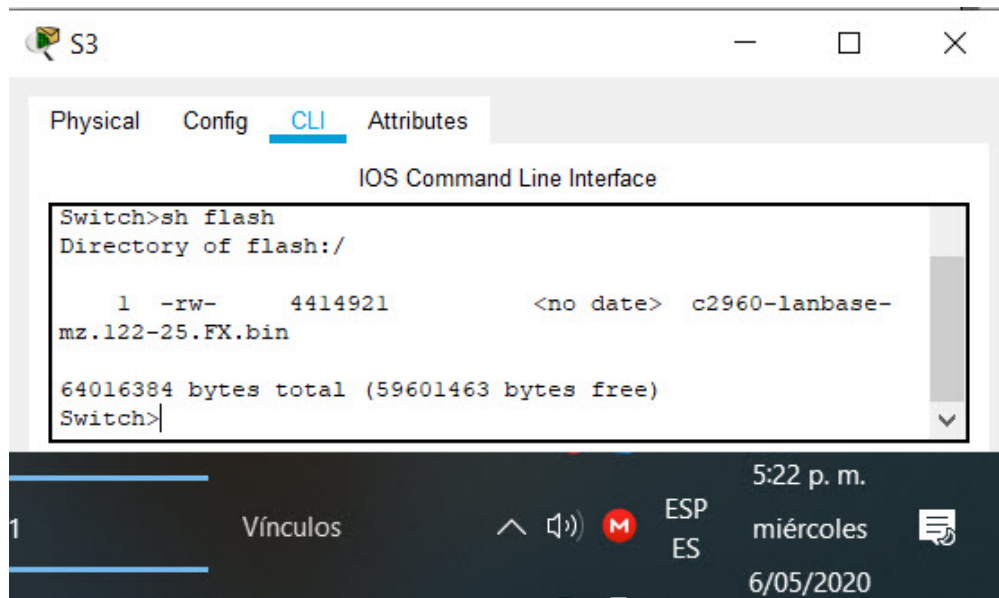 S3
Physical Config CLI Attributes
IOS Command Line Interface
Switch>sh flash
Directory of flash:/
1 -rw- 4414921 <no date> c2960-lanbase-
mz.122-25.FX.bin
64016384 bytes total (59601463 bytes free)
Switch>
1
Vínculos
M
ESP
ES
5:22 p. m.
miércoles
6/05/2020